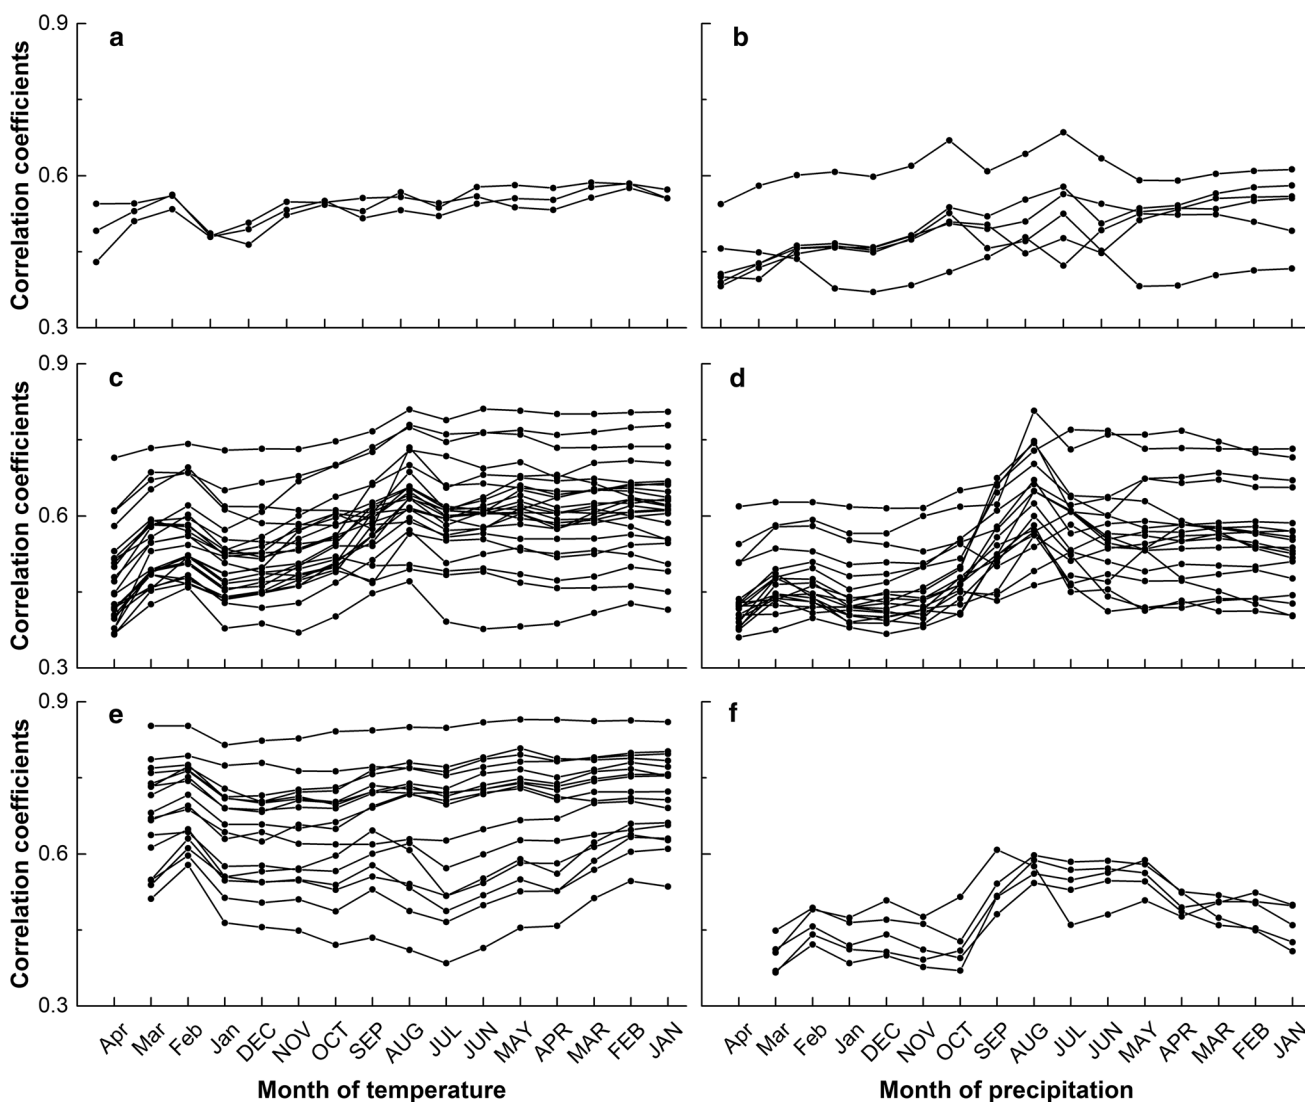 0.9
0.6
0.3
Correlation coefficients
a
b
0.9
0.6
0.3
Correlation coefficients
c
d
0.9
0.6
0.3
Correlation coefficients
e
f
Apr Mar Feb Jan DEC NOV OCT SEP AUG JUL JUN MAY APR MAR FEB JAN
Apr Mar Feb Jan DEC NOV OCT SEP AUG JUL JUN MAY APR MAR FEB JAN
Month of temperature
Month of precipitation